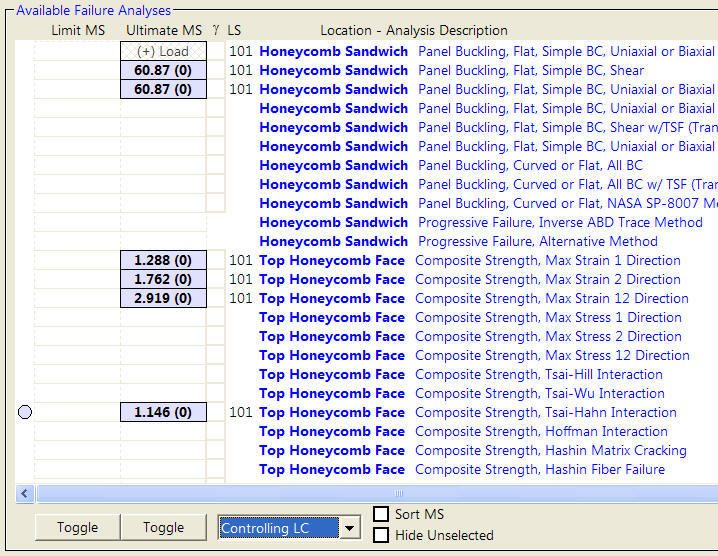 Available Failure Analyses
Limit MS Ultimate MS γ LS Location - Analysis Description
(+) Load 101 Honeycomb Sandwich Panel Buckling, Flat, Simple BC, Uniaxial or Biaxial
60.87 (0) 101 Honeycomb Sandwich Panel Buckling, Flat, Simple BC, Shear
60.87 (0) 101 Honeycomb Sandwich Panel Buckling, Flat, Simple BC, Uniaxial or Biaxial
Honeycomb Sandwich Panel Buckling, Flat, Simple BC, Uniaxial or Biaxial
Honeycomb Sandwich Panel Buckling, Flat, Simple BC, Shear w/TSF (Tran
Honeycomb Sandwich Panel Buckling, Flat, Simple BC, Uniaxial or Biaxial
Honeycomb Sandwich Panel Buckling, Curved or Flat, All BC
Honeycomb Sandwich Panel Buckling, Curved or Flat, All BC w/ TSF (Tran
Honeycomb Sandwich Panel Buckling, Curved or Flat, NASA SP-8007 Me
Honeycomb Sandwich Progressive Failure, Inverse ABD Trace Method
Honeycomb Sandwich Progressive Failure, Alternative Method
1.288 (0) 101 Top Honeycomb Face Composite Strength, Max Strain 1 Direction
1.762 (0) 101 Top Honeycomb Face Composite Strength, Max Strain 2 Direction
2.919 (0) 101 Top Honeycomb Face Composite Strength, Max Strain 12 Direction
Top Honeycomb Face Composite Strength, Max Stress 1 Direction
Top Honeycomb Face Composite Strength, Max Stress 2 Direction
Top Honeycomb Face Composite Strength, Max Stress 12 Direction
Top Honeycomb Face Composite Strength, Tsai-Hill Interaction
Top Honeycomb Face Composite Strength, Tsai-Wu Interaction
1.146 (0) 101 Top Honeycomb Face Composite Strength, Tsai-Hahn Interaction
Top Honeycomb Face Composite Strength, Hoffman Interaction
Top Honeycomb Face Composite Strength, Hashin Matrix Cracking
Top Honeycomb Face Composite Strength, Hashin Fiber Failure
Toggle Toggle Controlling LC Sort MS
Hide Unselected